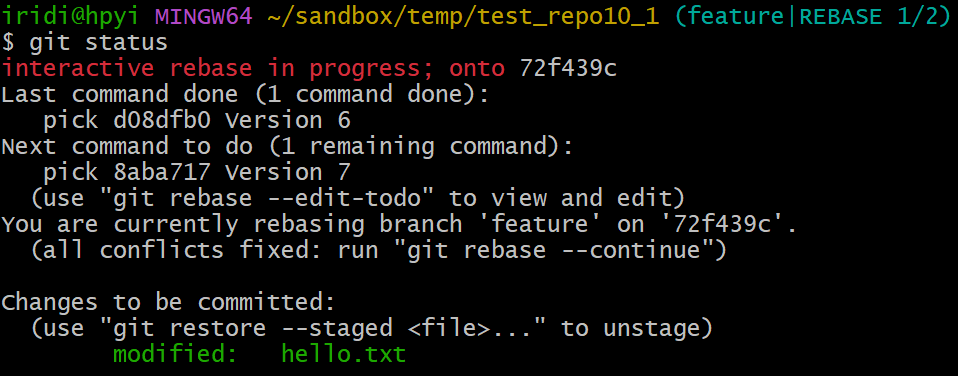 iridi@hpyi MINGW64 ~/sandbox/temp/test_repo10_1 (feature|REBASE 1/2)
$ git status
interactive rebase in progress; onto 72f439c
Last command done (1 command done):
   pick d08dfb0 Version 6
Next command to do (1 remaining command):
   pick 8aba717 Version 7
  (use "git rebase --edit-todo" to view and edit)
You are currently rebasing branch 'feature' on '72f439c'.
  (all conflicts fixed: run "git rebase --continue")

Changes to be committed:
  (use "git restore --staged <file>..." to unstage)
        modified:   hello.txt